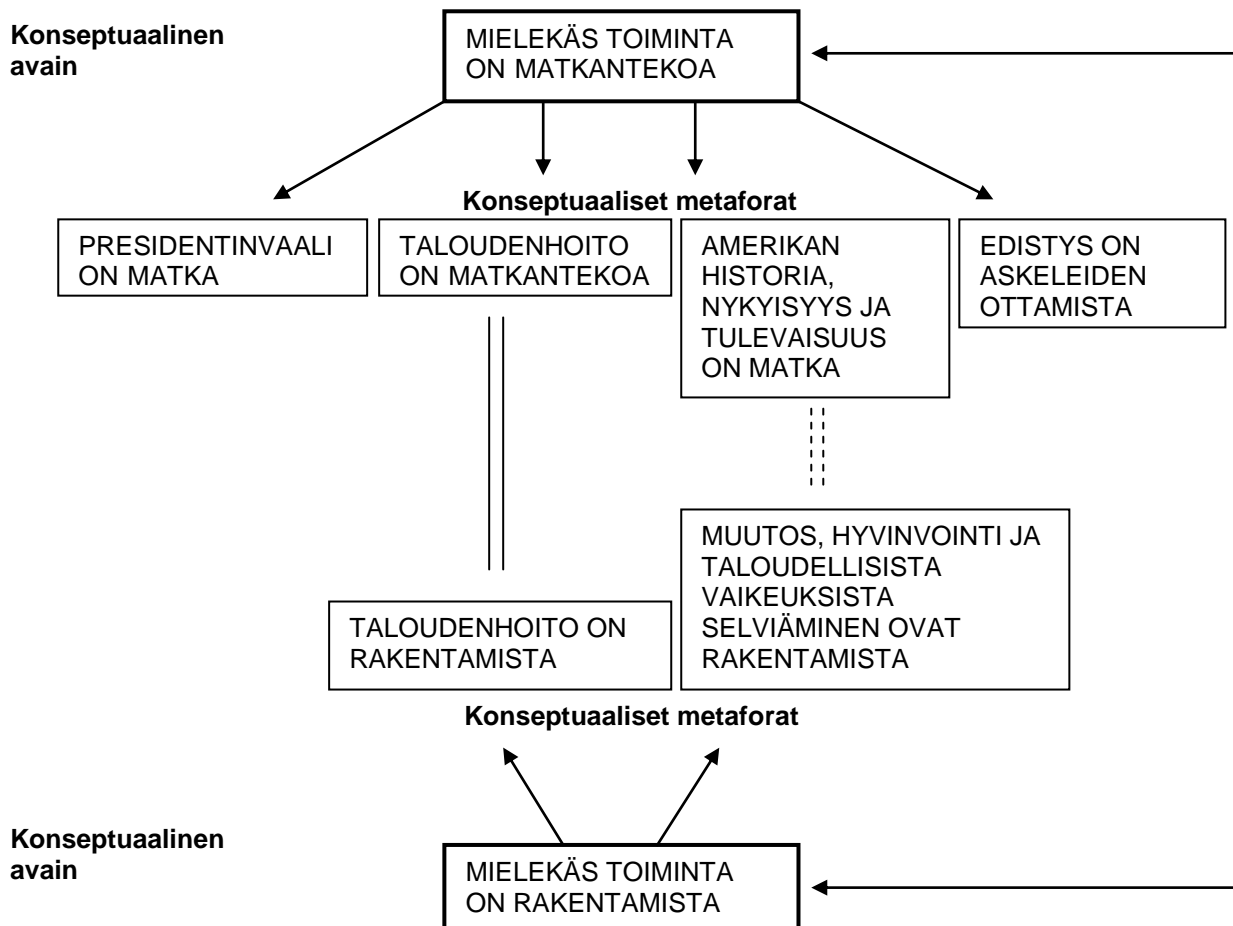 Konseptuaalinen
avain
MIELEKÄS TOIMINTA
ON MATKANTEKOA
Konseptuaaliset metaforat
PRESIDENTINVAALI
ON MATKA
TALOUDENHOITO
ON MATKANTEKOA
AMERIKAN
HISTORIA,
NYKYISYYS JA
TULEVAISUUS
ON MATKA
EDISTYS ON
ASKELEIDEN
OTTAMISTA
TALOUDENHOITO ON
RAKENTAMISTA
MUUTOS, HYVINVOINTI JA
TALOUDELLISISTA
VAIKEUKSISTA
SELVIÄMINEN OVAT
RAKENTAMISTA
Konseptuaaliset metaforat
Konseptuaalinen
avain
MIELEKÄS TOIMINTA
ON RAKENTAMISTA